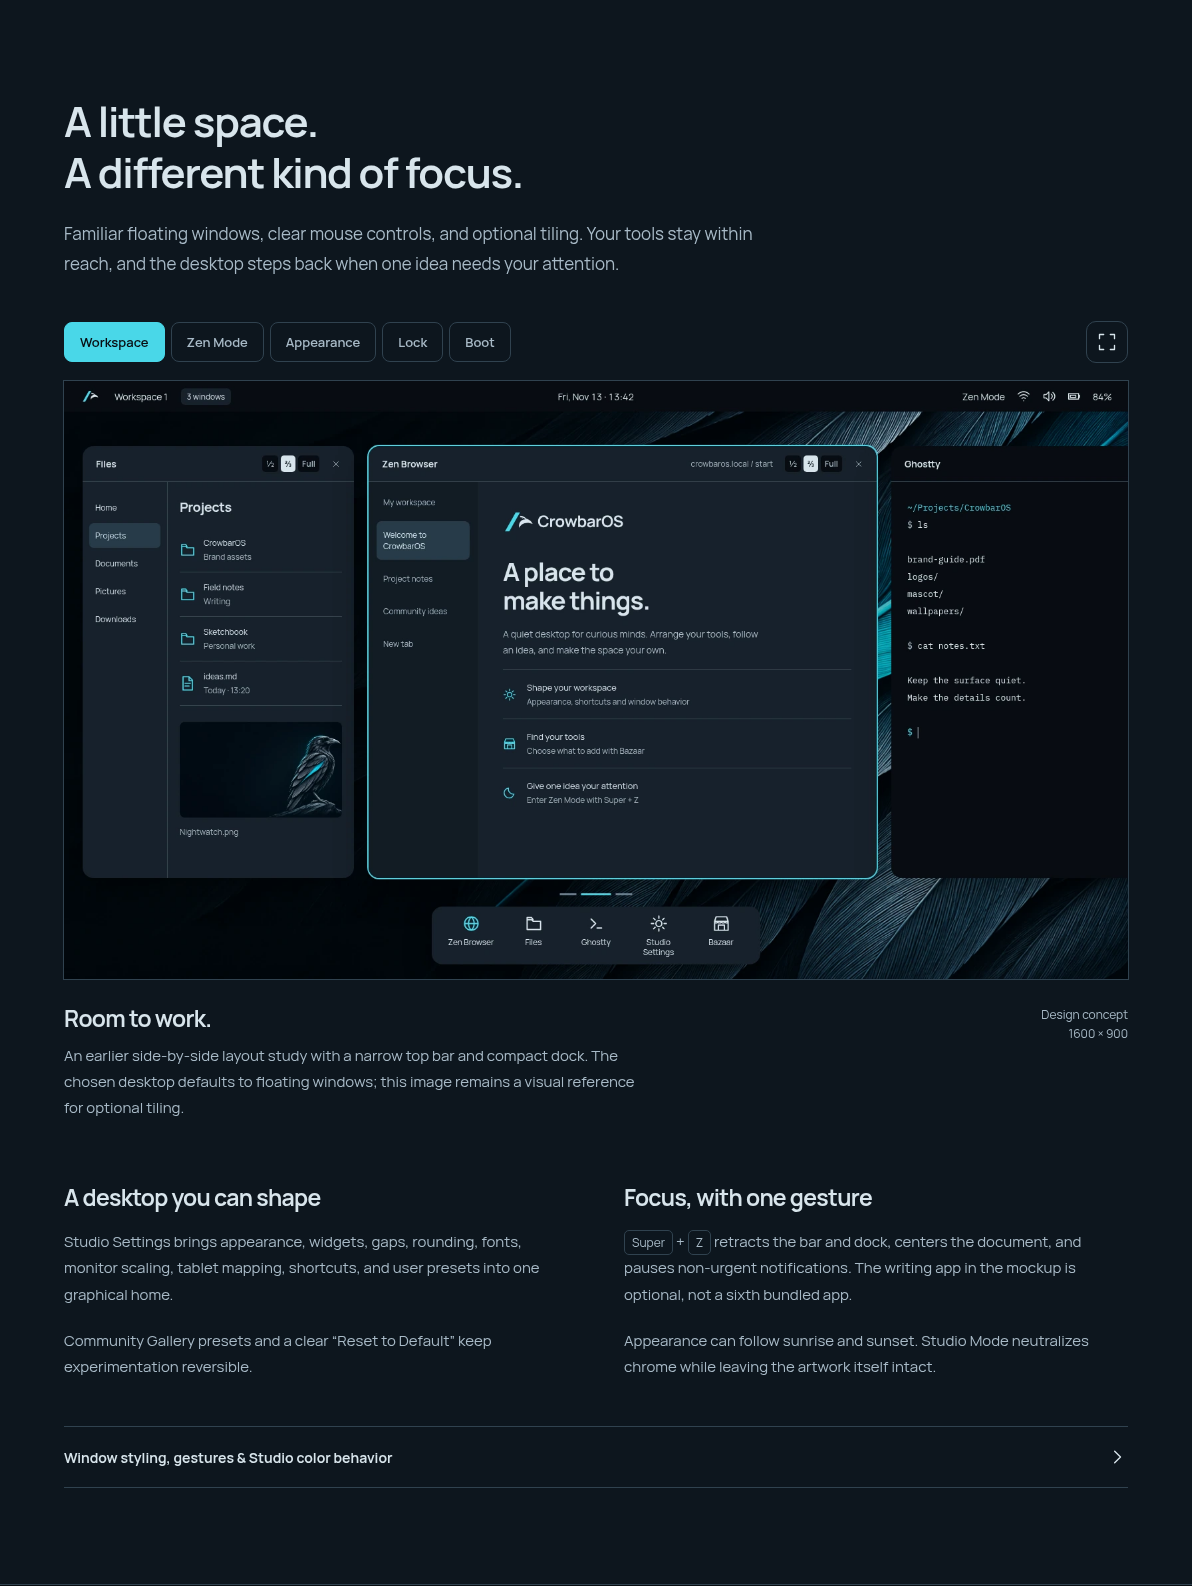 A little space.
A different kind of focus.
Familiar floating windows, clear mouse controls, and optional tiling. Your tools stay within
reach, and the desktop steps back when one idea needs your attention.
Workspace
Zen Mode
Appearance
Lock
Boot
Workspace 1
3 windows
Fri, Nov 13 · 13:42
Zen Mode
84%
Files
½
⅔
Full
×
Home
Projects
Documents
Pictures
Downloads
Projects
CrowbarOS
Brand assets
Field notes
Writing
Sketchbook
Personal work
ideas.md
Today · 13:20
Nightwatch.png
Zen Browser
crowbaros.local / start
½
⅔
Full
×
My workspace
Welcome to
CrowbarOS
Project notes
Community ideas
New tab
CrowbarOS
A place to
make things.
A quiet desktop for curious minds. Arrange your tools, follow
an idea, and make the space your own.
Shape your workspace
Appearance, shortcuts and window behavior
Find your tools
Choose what to add with Bazaar
Give one idea your attention
Enter Zen Mode with Super + Z
Ghostty
~/Projects/CrowbarOS
$ ls
brand-guide.pdf
logos/
mascot/
wallpapers/
$ cat notes.txt
Keep the surface quiet.
Make the details count.
$
Zen Browser
Files
Ghostty
Studio
Settings
Bazaar
Room to work.
An earlier side-by-side layout study with a narrow top bar and compact dock. The
chosen desktop defaults to floating windows; this image remains a visual reference
for optional tiling.
Design concept
1600 × 900
A desktop you can shape
Studio Settings brings appearance, widgets, gaps, rounding, fonts,
monitor scaling, tablet mapping, shortcuts, and user presets into one
graphical home.
Community Gallery presets and a clear “Reset to Default” keep
experimentation reversible.
Focus, with one gesture
Super + Z retracts the bar and dock, centers the document, and
pauses non-urgent notifications. The writing app in the mockup is
optional, not a sixth bundled app.
Appearance can follow sunrise and sunset. Studio Mode neutralizes
chrome while leaving the artwork itself intact.
Window styling, gestures & Studio color behavior